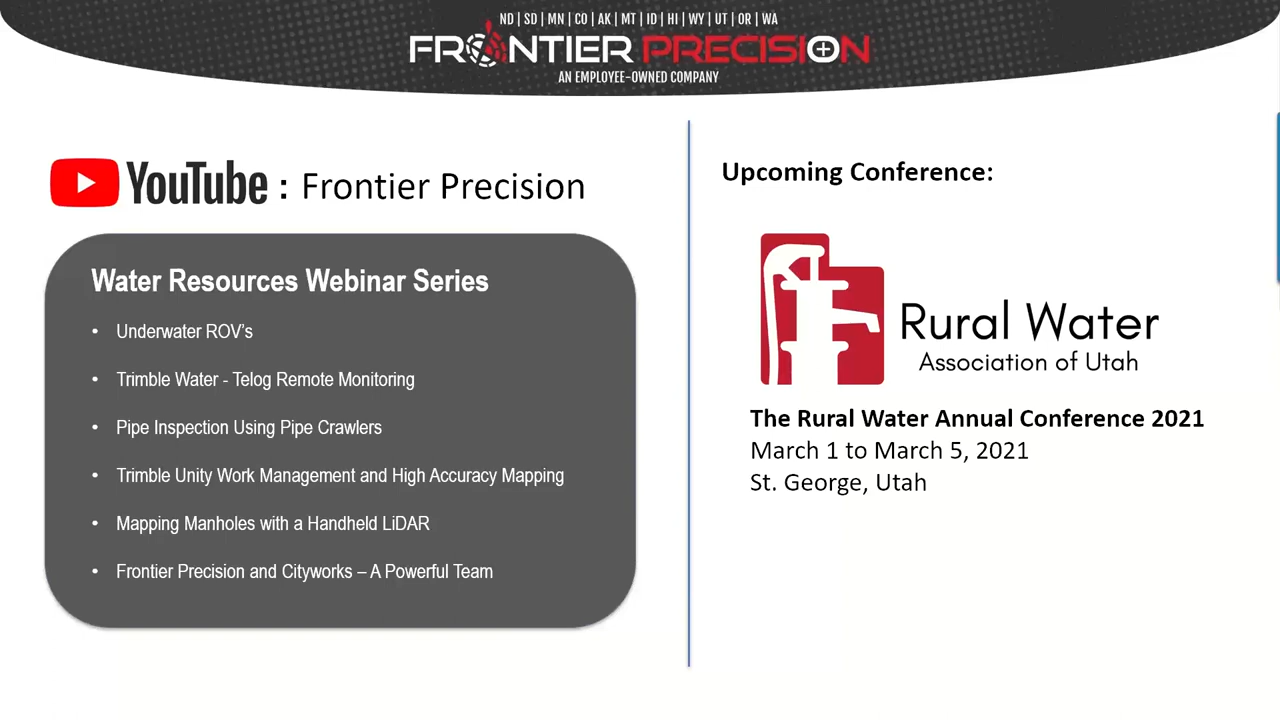 ND | SD | MN | CO | AK | MT | ID | HI | WY | UT | OR | WA
FRONTIER PRECISION
AN EMPLOYEE-OWNED COMPANY
YouTube : Frontier Precision
Water Resources Webinar Series
• Underwater ROV's
• Trimble Water - Telog Remote Monitoring
• Pipe Inspection Using Pipe Crawlers
• Trimble Unity Work Management and High Accuracy Mapping
• Mapping Manholes with a Handheld LiDAR
• Frontier Precision and Cityworks – A Powerful Team
Upcoming Conference:
Rural Water
Association of Utah
The Rural Water Annual Conference 2021
March 1 to March 5, 2021
St. George, Utah